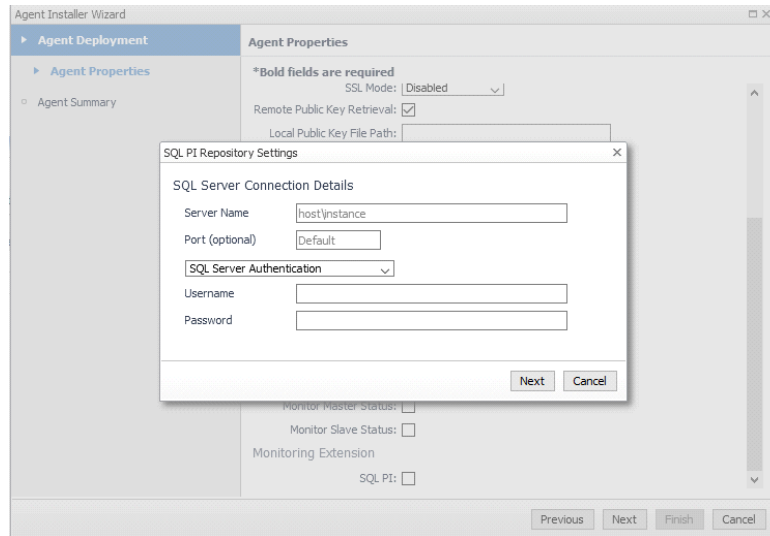 Agent Installer Wizard
Agent Deployment
Agent Properties
Agent Properties
*Bold fields are required
SSL Mode: Disabled
Agent Summary
Remote Public Key Retrieval:
Local Public Key File Path:
SQL PI Repository Settings
SQL Server Connection Details
Server Name host\instance
Port (optional) Default
SQL Server Authentication
Username
Password
Next Cancel
Monitor Master Status:
Monitor Slave Status:
Monitoring Extension
SQL PI:
Previous Next Finish Cancel